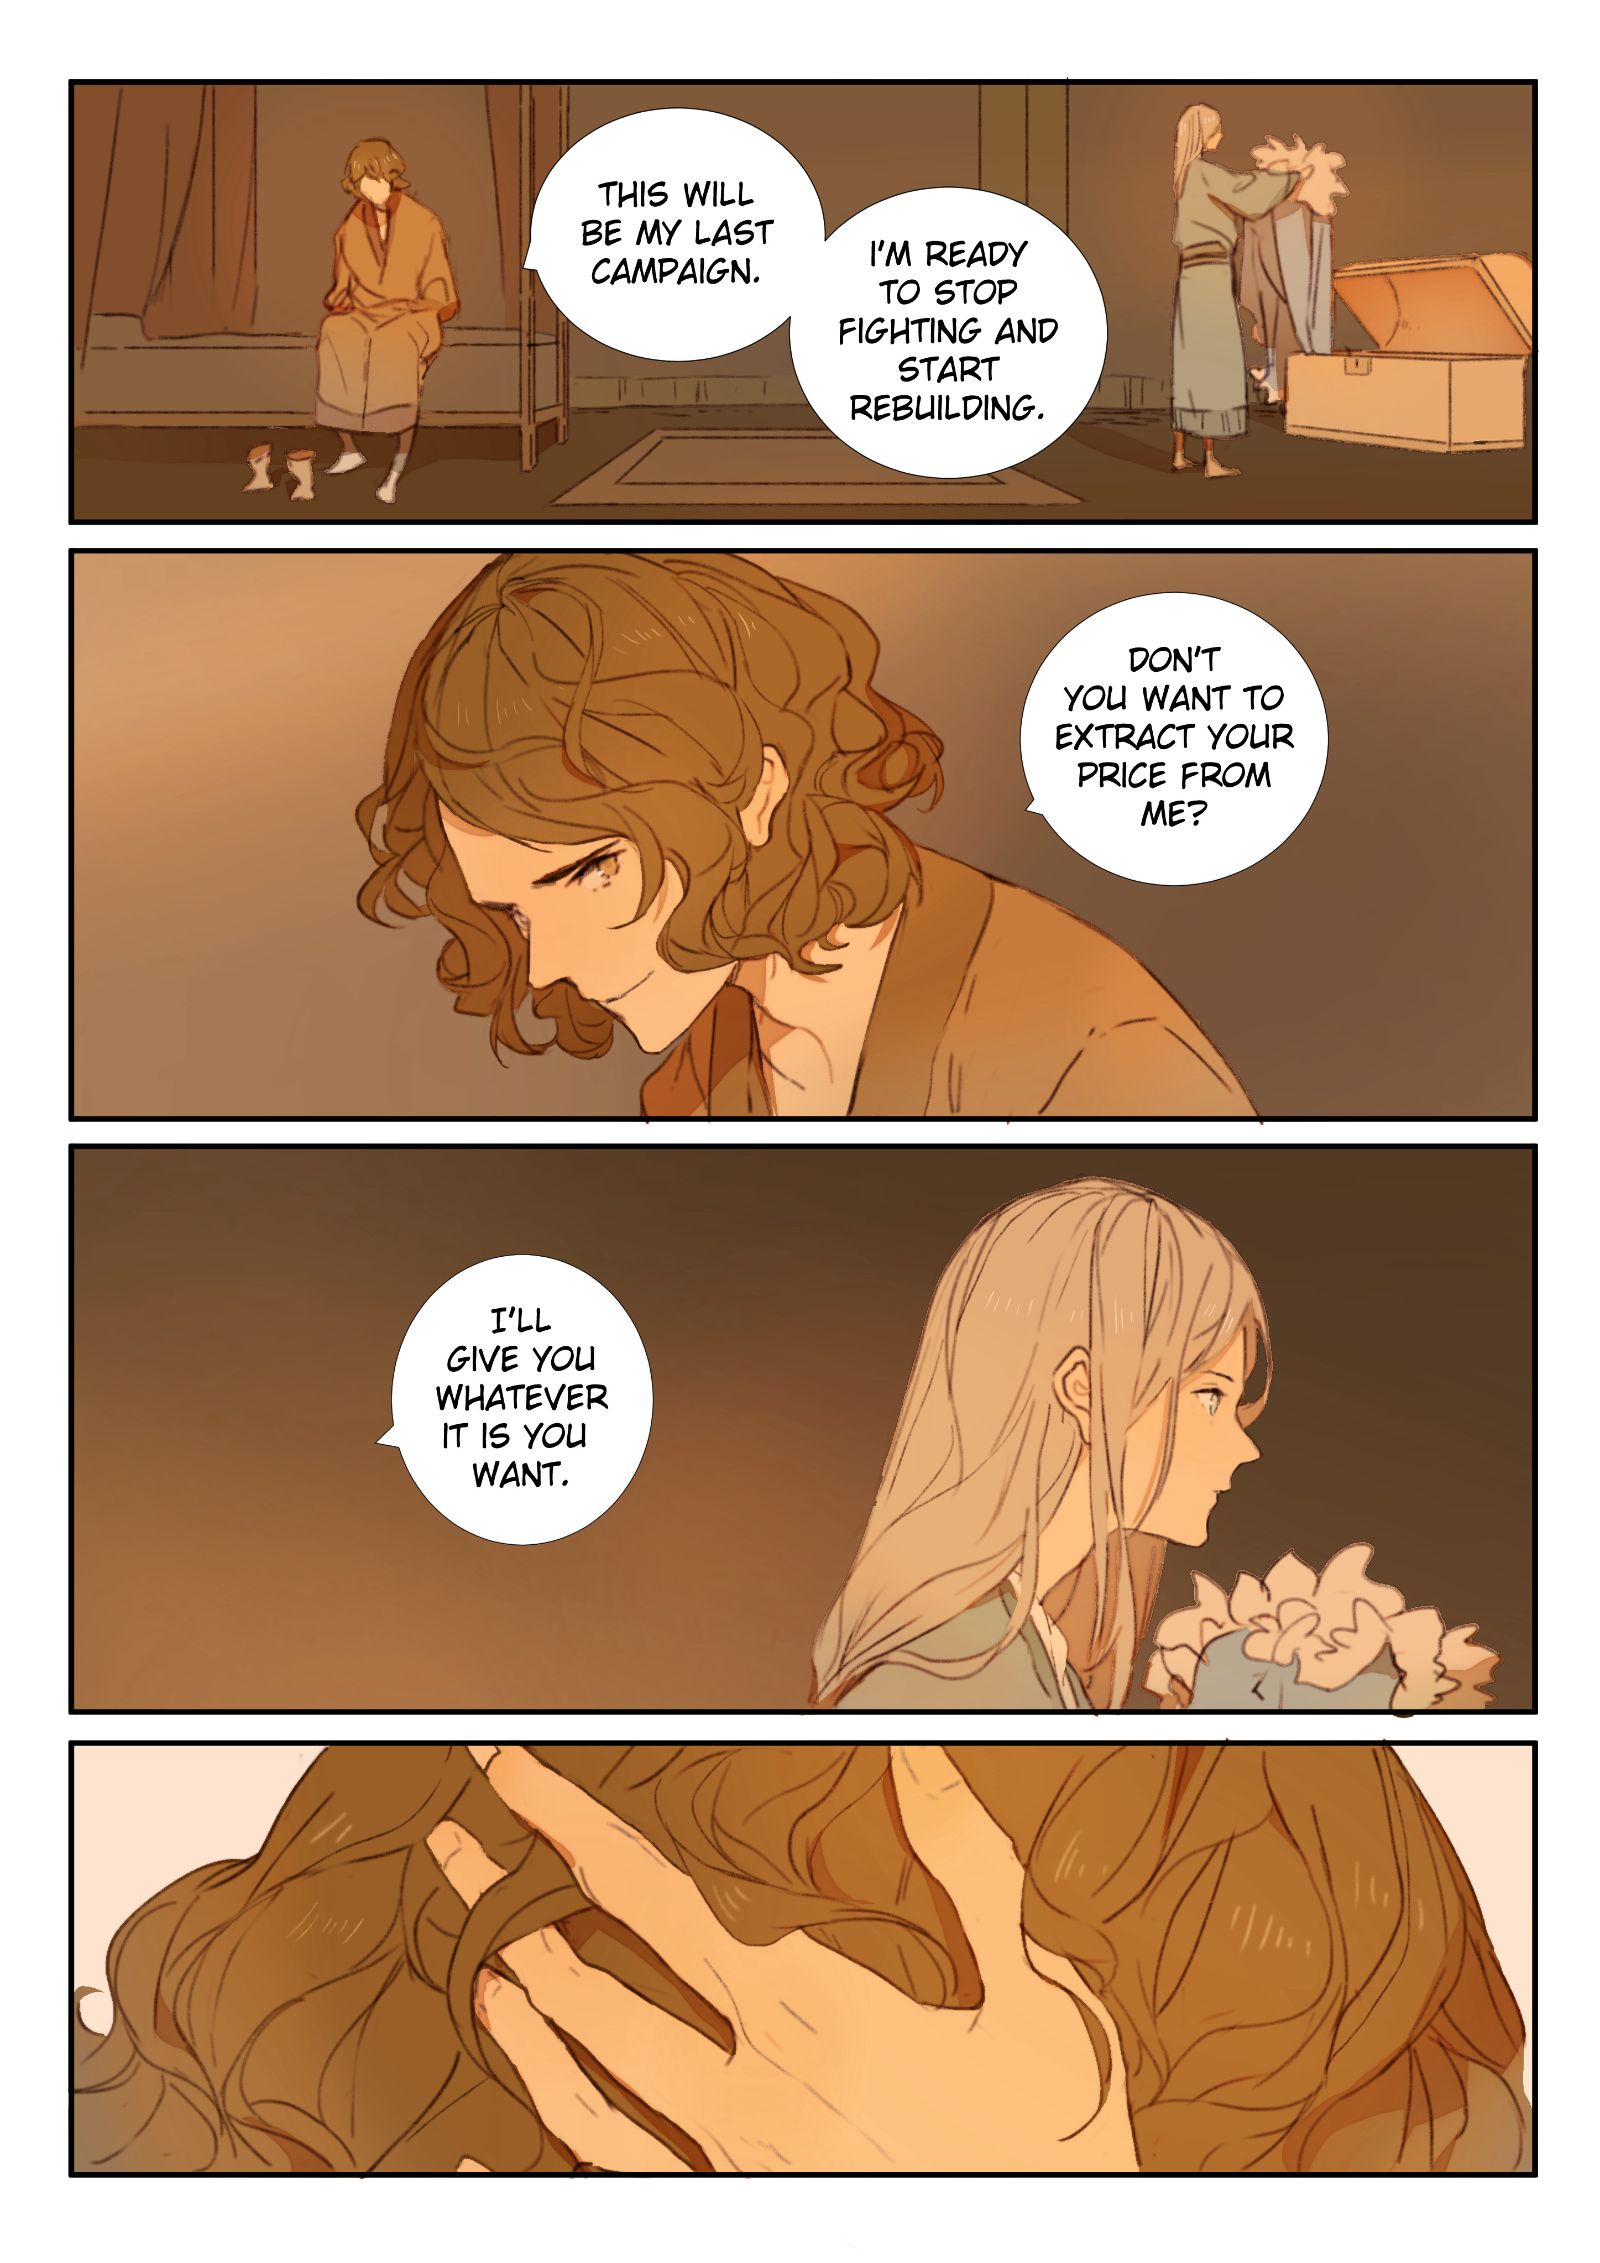 THIS WILL
BE MY LAST
CAMPAIGN.
I'M READY
TO STOP
FIGHTING AND
START
REBUILDING.
DON'T
YOU WANT TO
EXTRACT YOUR
PRICE FROM
ME?
I'LL
GIVE YOU
WHATEVER
IT IS YOU
WANT.